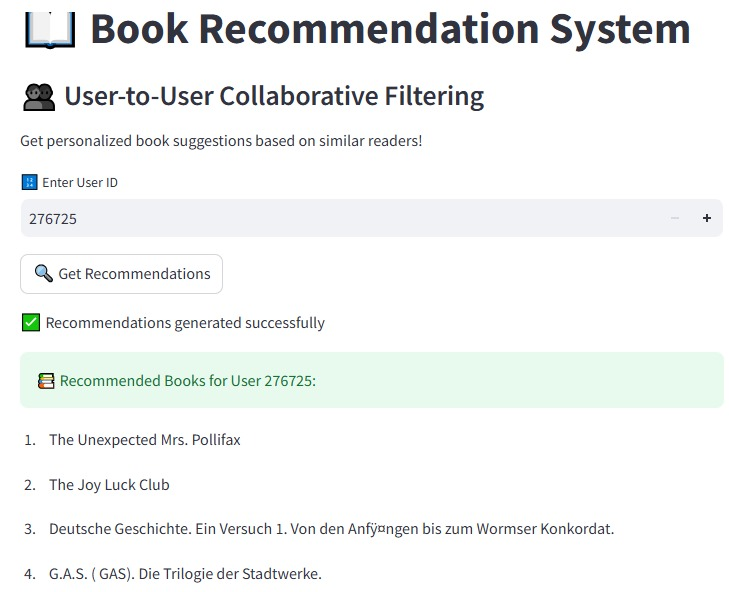 Book Recommendation System
User-to-User Collaborative Filtering
Get personalized book suggestions based on similar readers!
Enter User ID
276725
Get Recommendations
Recommendations generated successfully
Recommended Books for User 276725:
1. The Unexpected Mrs. Pollifax
2. The Joy Luck Club
3. Deutsche Geschichte. Ein Versuch 1. Von den Anfÿ¤ngen bis zum Wormser Konkordat.
4. G.A.S. ( GAS). Die Trilogie der Stadtwerke.